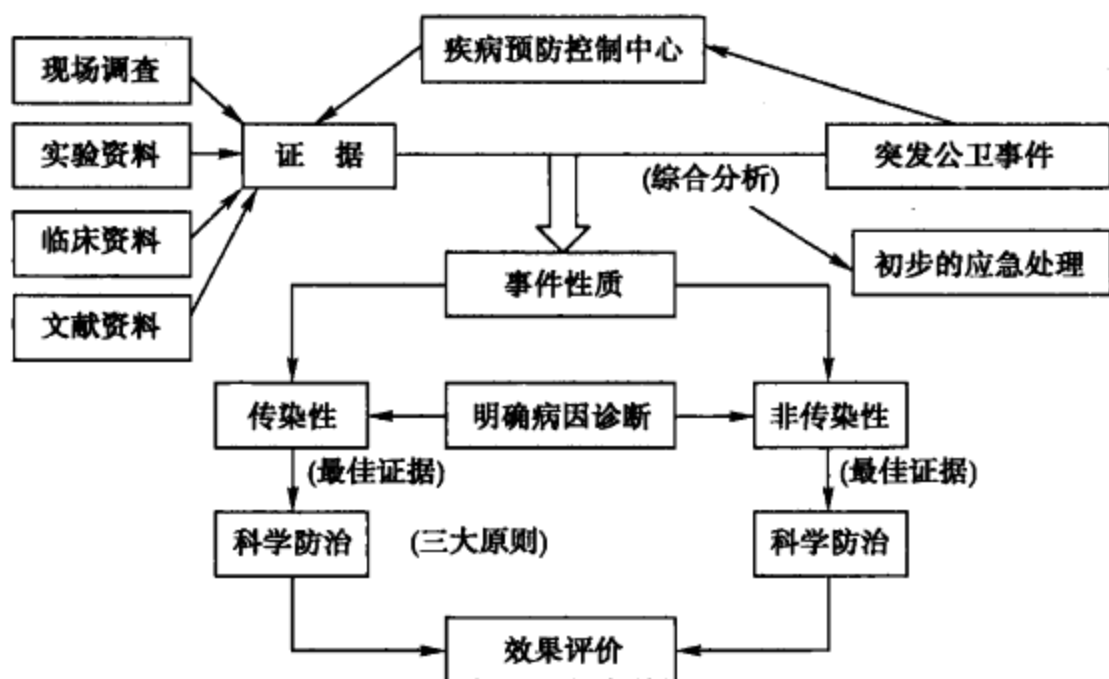 疾病预防控制中心
现场调查
实验资料
证 据
突发公卫事件
(综合分析)
临床资料
初步的应急处理
事件性质
文献资料
传染性
明确病因诊断
非传染性
(最佳证据)
(最佳证据)
科学防治
(三大原则)
科学防治
效果评价